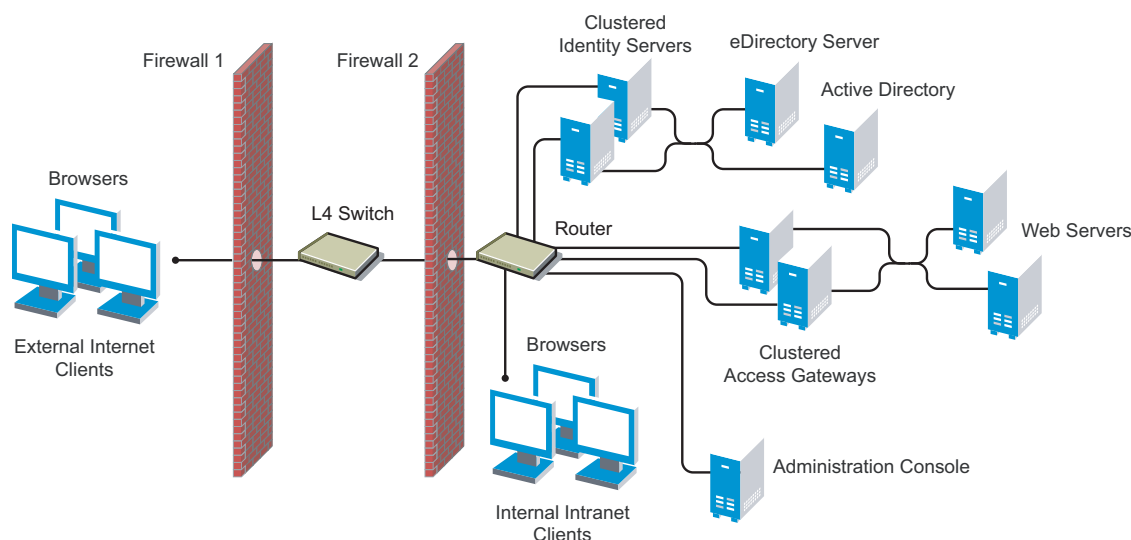 Clustered
Identity Servers
eDirectory Server
Firewall 1
Firewall 2
Active Directory
Browsers
L4 Switch
Router
Web Servers
External Internet
Clients
Browsers
Clustered
Access Gateways
Administration Console
Internal Intranet
Clients